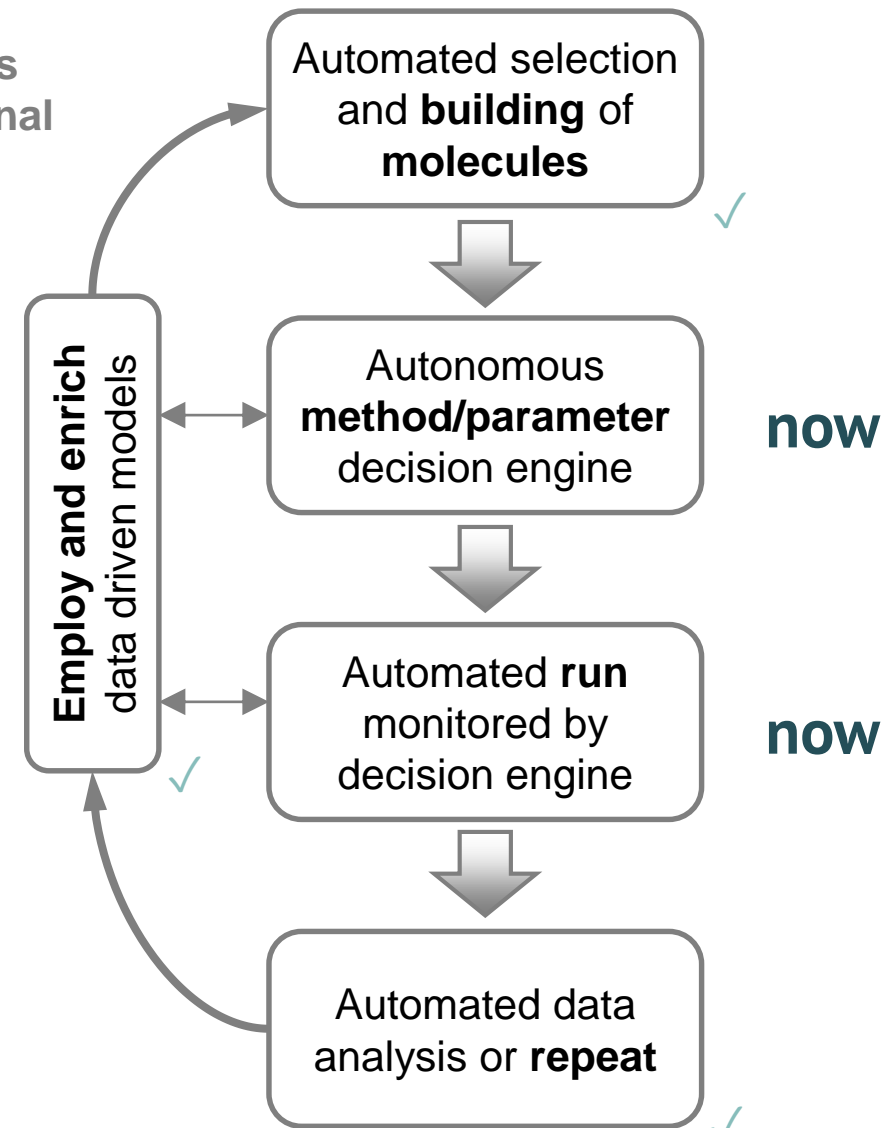 Automated selection
and building of
molecules
✓
Autonomous
method/parameter
decision engine
now
Employ and enrich
data driven models
✓
Automated run
monitored by
decision engine
now
Automated data
analysis or repeat
✓